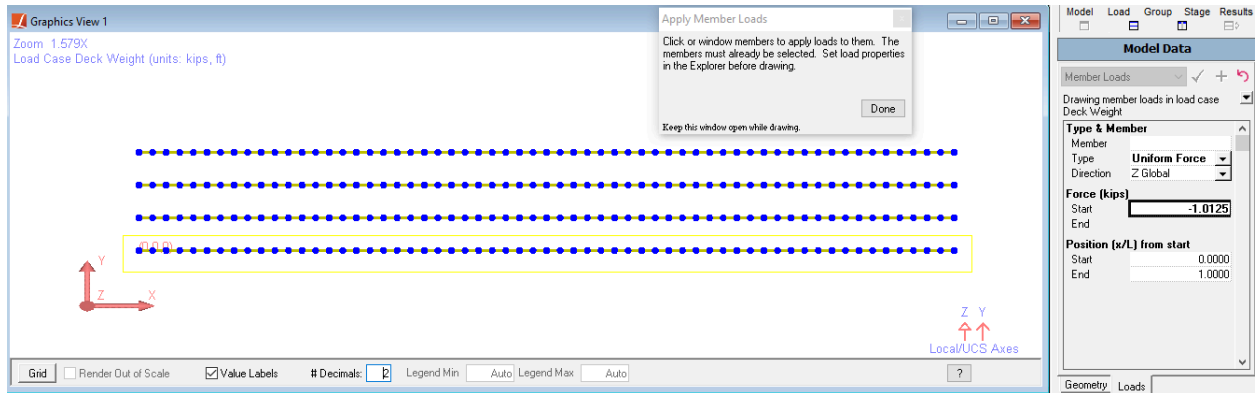 Graphics View 1
Zoom 1.579X
Load Case Deck Weight (units: kips, ft)
Apply Member Loads
Click or window members to apply loads to them. The
members must already be selected. Set load properties
in the Explorer before drawing.
Done
Keep this window open while drawing.
(0,0,0)
Y
Z
X
Z Y
Local/UCS Axes
Grid Render Out of Scale Value Labels # Decimals: 2 Legend Min Auto Legend Max Auto ?
Model Load Group Stage Results
Model Data
Member Loads
Drawing member loads in load case
Deck Weight
Type & Member
Member
Type Uniform Force
Direction Z Global
Force (kips)
Start -1.0125
End
Position (x/L) from start
Start 0.0000
End 1.0000
Geometry Loads